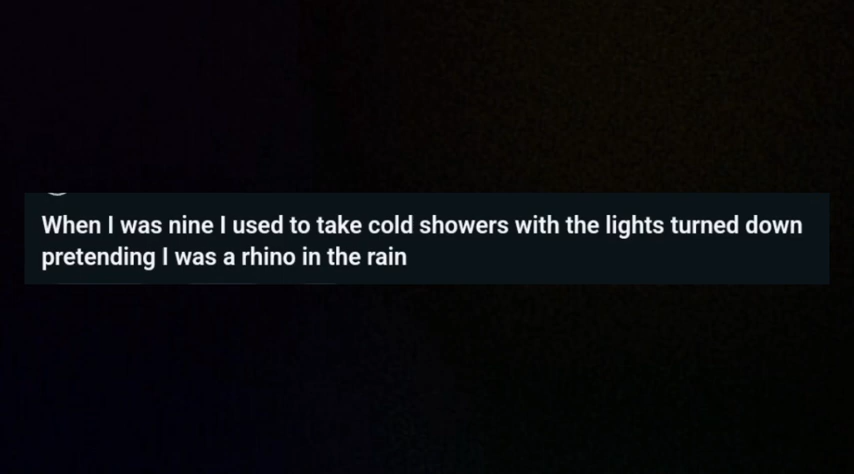 When I was nine I used to take cold showers with the lights turned down
pretending I was a rhino in the rain